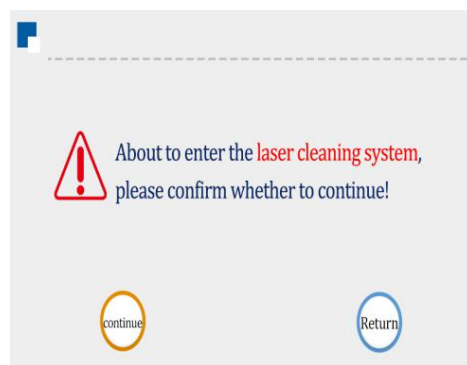 About to enter the laser cleaning system,
please confirm whether to continue!
continue
Return